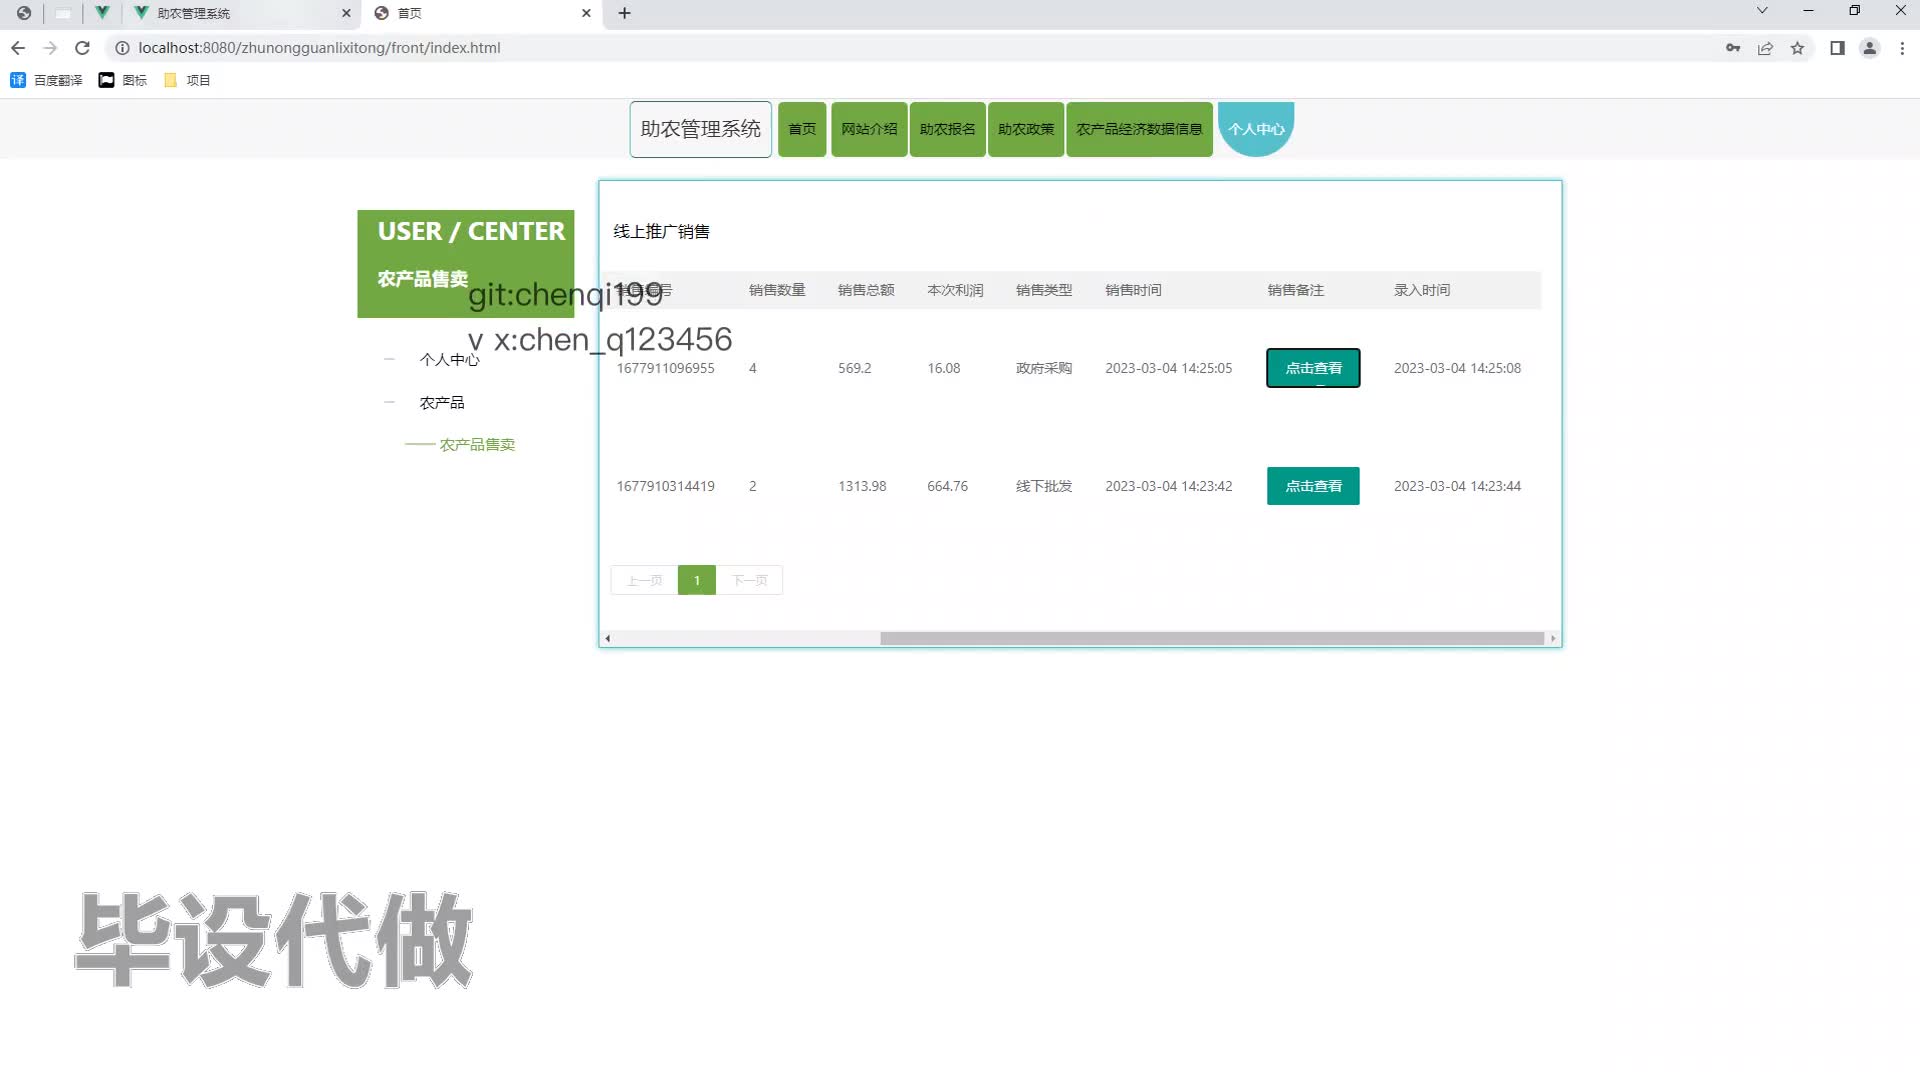 助农管理系统
首页
localhost:8080/zhunongguanlixitong/front/index.html
译 百度翻译
图标
项目
助农管理系统
首页
网站介绍
助农报名
助农政策
农产品经济数据信息
个人中心
USER / CENTER
农产品售卖
个人中心
农产品
农产品售卖
线上推广销售
销售编号 销售数量 销售总额 本次利润 销售类型 销售时间 销售备注 录入时间
1677911096955 4 569.2 16.08 政府采购 2023-03-04 14:25:05 点击查看 2023-03-04 14:25:08
1677910314419 2 1313.98 664.76 线下批发 2023-03-04 14:23:42 点击查看 2023-03-04 14:23:44
上一页 1 下一页
git:chenqi199
v x:chen_q123456
毕设代做